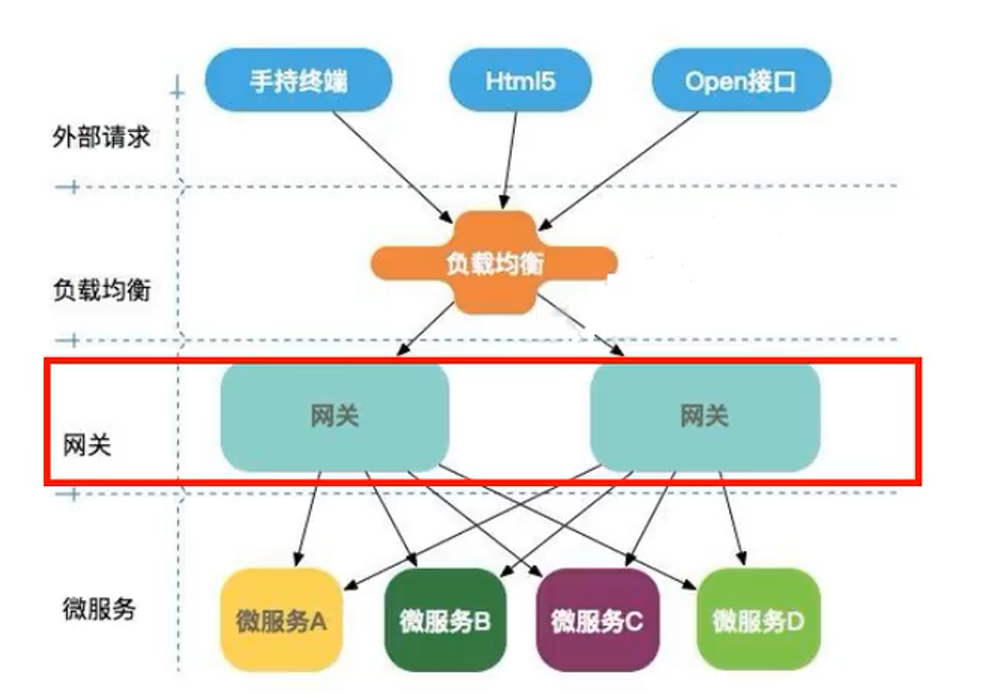 手持终端
Html5
Open接口
外部请求
负载均衡
负载均衡
网关
网关
网关
微服务
微服务A
微服务B
微服务C
微服务D